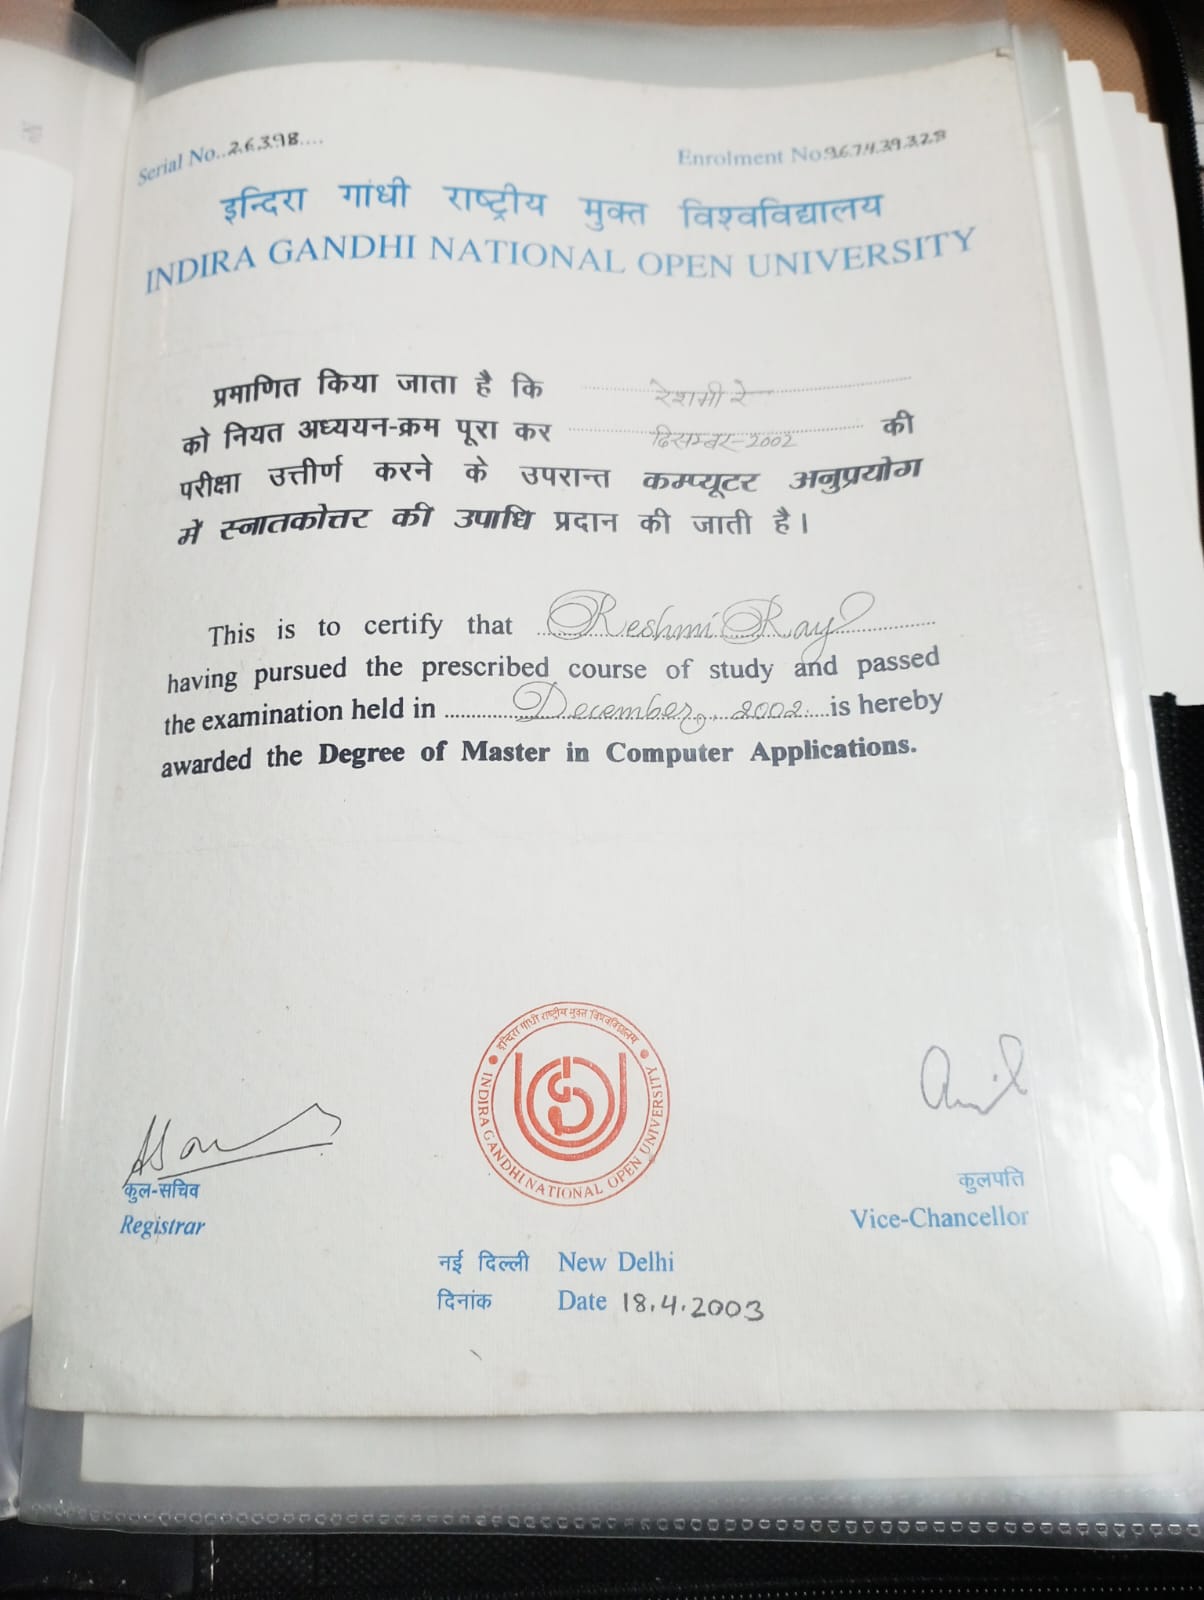 Serial No..26398....
Enrolment No.967439328
इन्दिरा गांधी राष्ट्रीय मुक्त विश्वविद्यालय
INDIRA GANDHI NATIONAL OPEN UNIVERSITY
प्रमाणित किया जाता है कि रेशमी रे
को नियत अध्ययन-क्रम पूरा कर दिसम्बर-2002 की
परीक्षा उत्तीर्ण करने के उपरान्त कम्प्यूटर अनुप्रयोग
में स्नातकोत्तर की उपाधि प्रदान की जाती है।
This is to certify that Reshmi Ray
having pursued the prescribed course of study and passed
the examination held in December, 2002 is hereby
awarded the Degree of Master in Computer Applications.
इन्दिरा गांधी राष्ट्रीय मुक्त विश्वविद्यालय
INDIRA GANDHI NATIONAL OPEN UNIVERSITY
कुल-सचिव
Registrar
कुलपति
Vice-Chancellor
नई दिल्ली New Delhi
दिनांक Date 18.4.2003